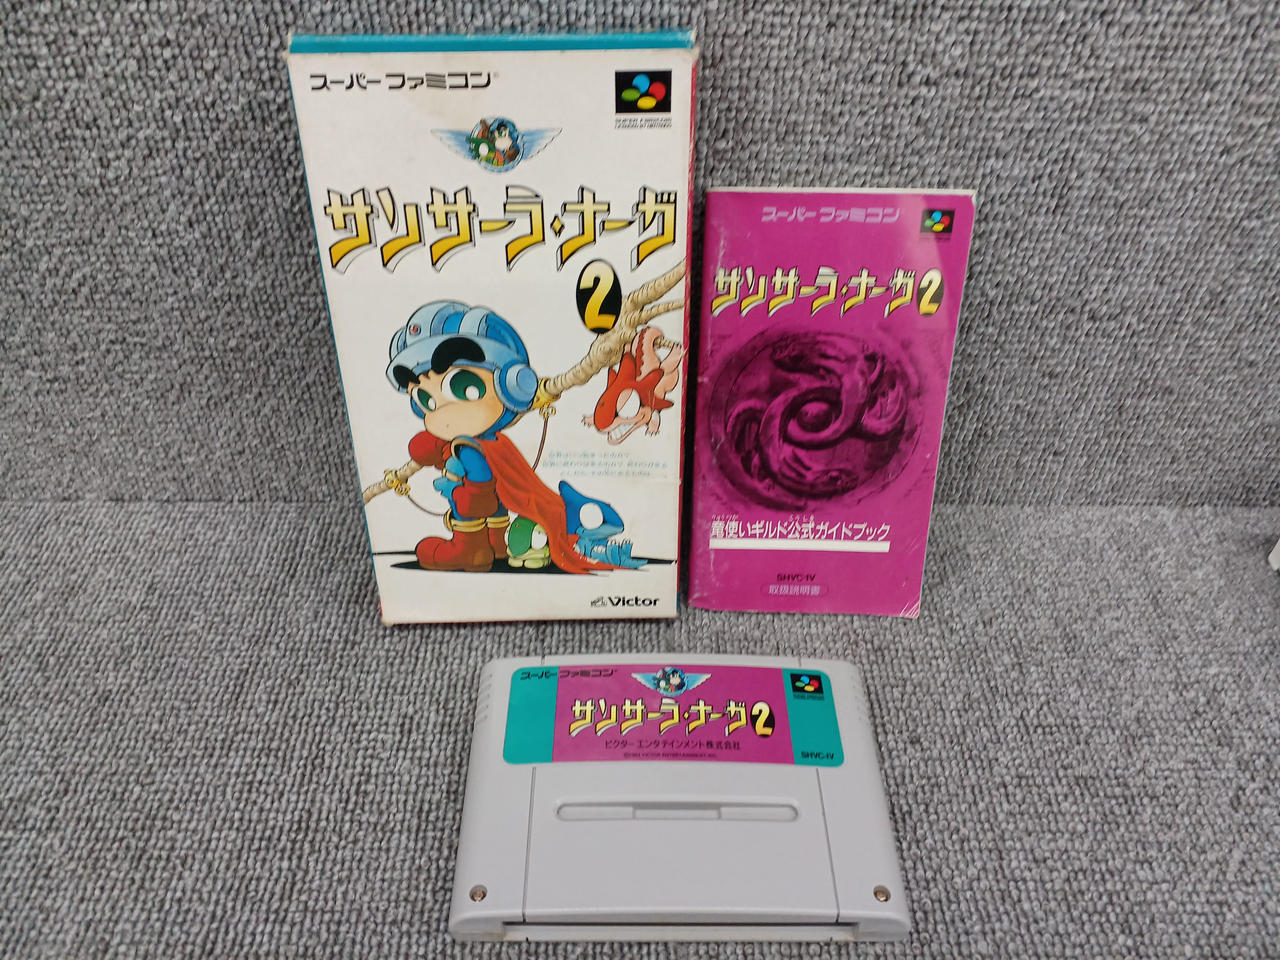 スーパーファミコン
サンサーラ・ナーガ
2
Victor
スーパーファミコン
サンサーラ・ナーガ2
竜使いギルド公式ガイドブック
SHVC-IV
取扱説明書
スーパーファミコン
サンサーラ・ナーガ2
ビクター エンタテインメント株式会社
©1994 VICTOR ENTERTAINMENT, INC.
SHVC-IV